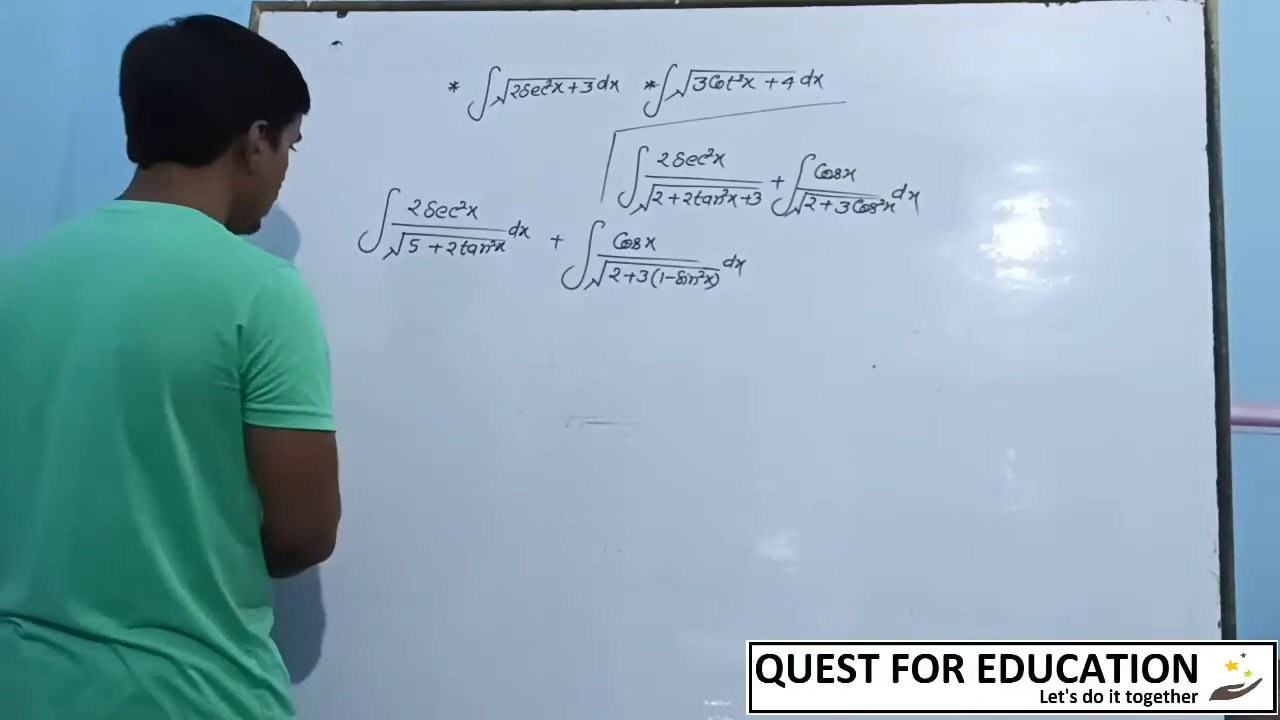 * ∫√2sec²x+3 dx * ∫√3cot²x+4 dx
∫ 2sec²x / √2+2tan²x+3 + ∫ cosx / √2+3cos²x dx
∫ 2sec²x / √5+2tan²x dx + ∫ cosx / √2+3(1-sin²x) dx
QUEST FOR EDUCATION
Let's do it together